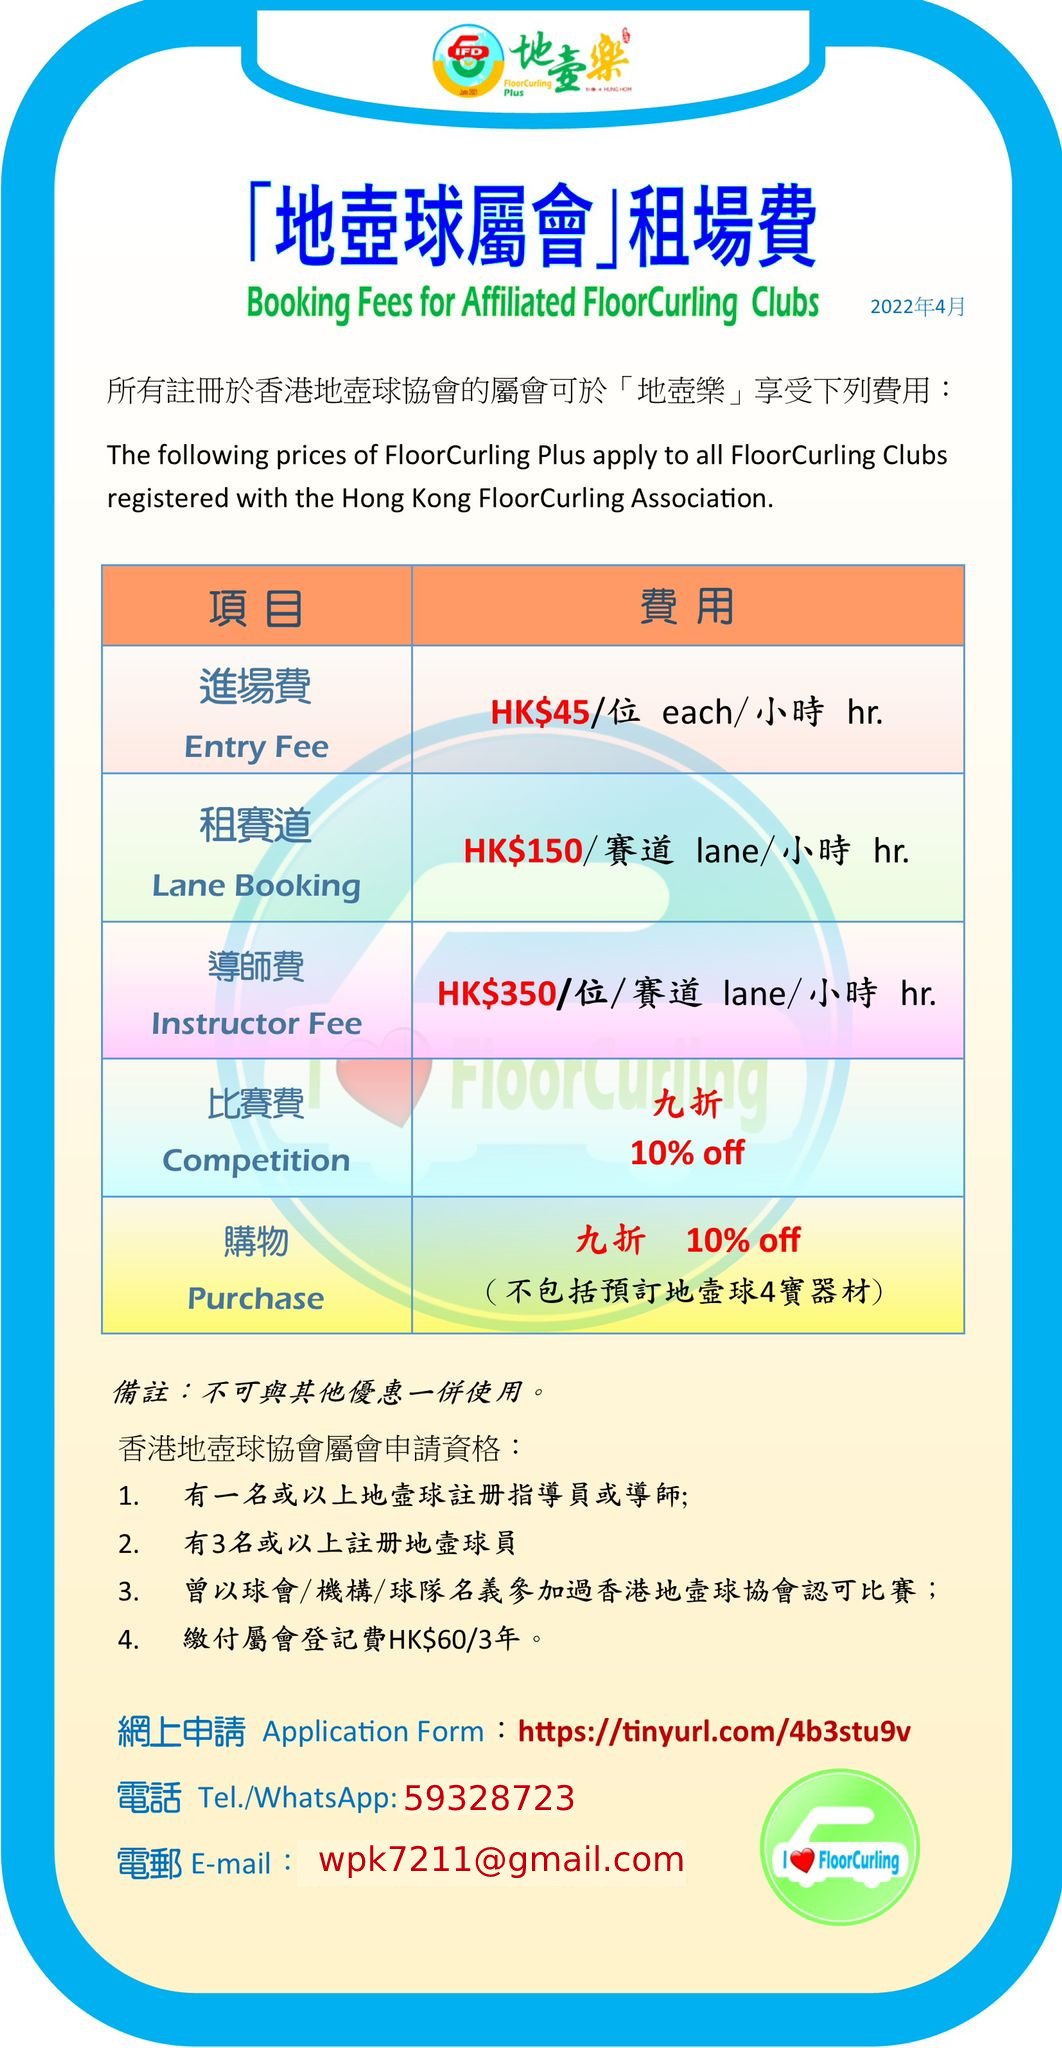 IFD
June 2021
地壺樂
FloorCurling
Plus
「地壺球屬會」租場費
Booking Fees for Affiliated FloorCurling Clubs
2022年4月
所有註冊於香港地壺球協會的屬會可於「地壺樂」享受下列費用：
The following prices of FloorCurling Plus apply to all FloorCurling Clubs
registered with the Hong Kong FloorCurling Association.
項 目 費 用
進場費
Entry Fee
HK$45/位 each/小時 hr.
租賽道
Lane Booking
HK$150/賽道 lane/小時 hr.
導師費
Instructor Fee
HK$350/位/賽道 lane/小時 hr.
I FloorCurling
比賽費
Competition
九折
10% off
購物
Purchase
九折 10% off
（不包括預訂地壺球4寶器材）
備註：不可與其他優惠一併使用。
香港地壺球協會屬會申請資格：
1. 有一名或以上地壺球註册指導員或導師;
2. 有3名或以上註册地壺球員
3. 曾以球會/機構/球隊名義參加過香港地壺球協會認可比賽；
4. 繳付屬會登記費HK$60/3年。
網上申請 Application Form：https://tinyurl.com/4b3stu9v
電話 Tel./WhatsApp: 59328723
電郵 E-mail： wpk7211@gmail.com
I FloorCurling